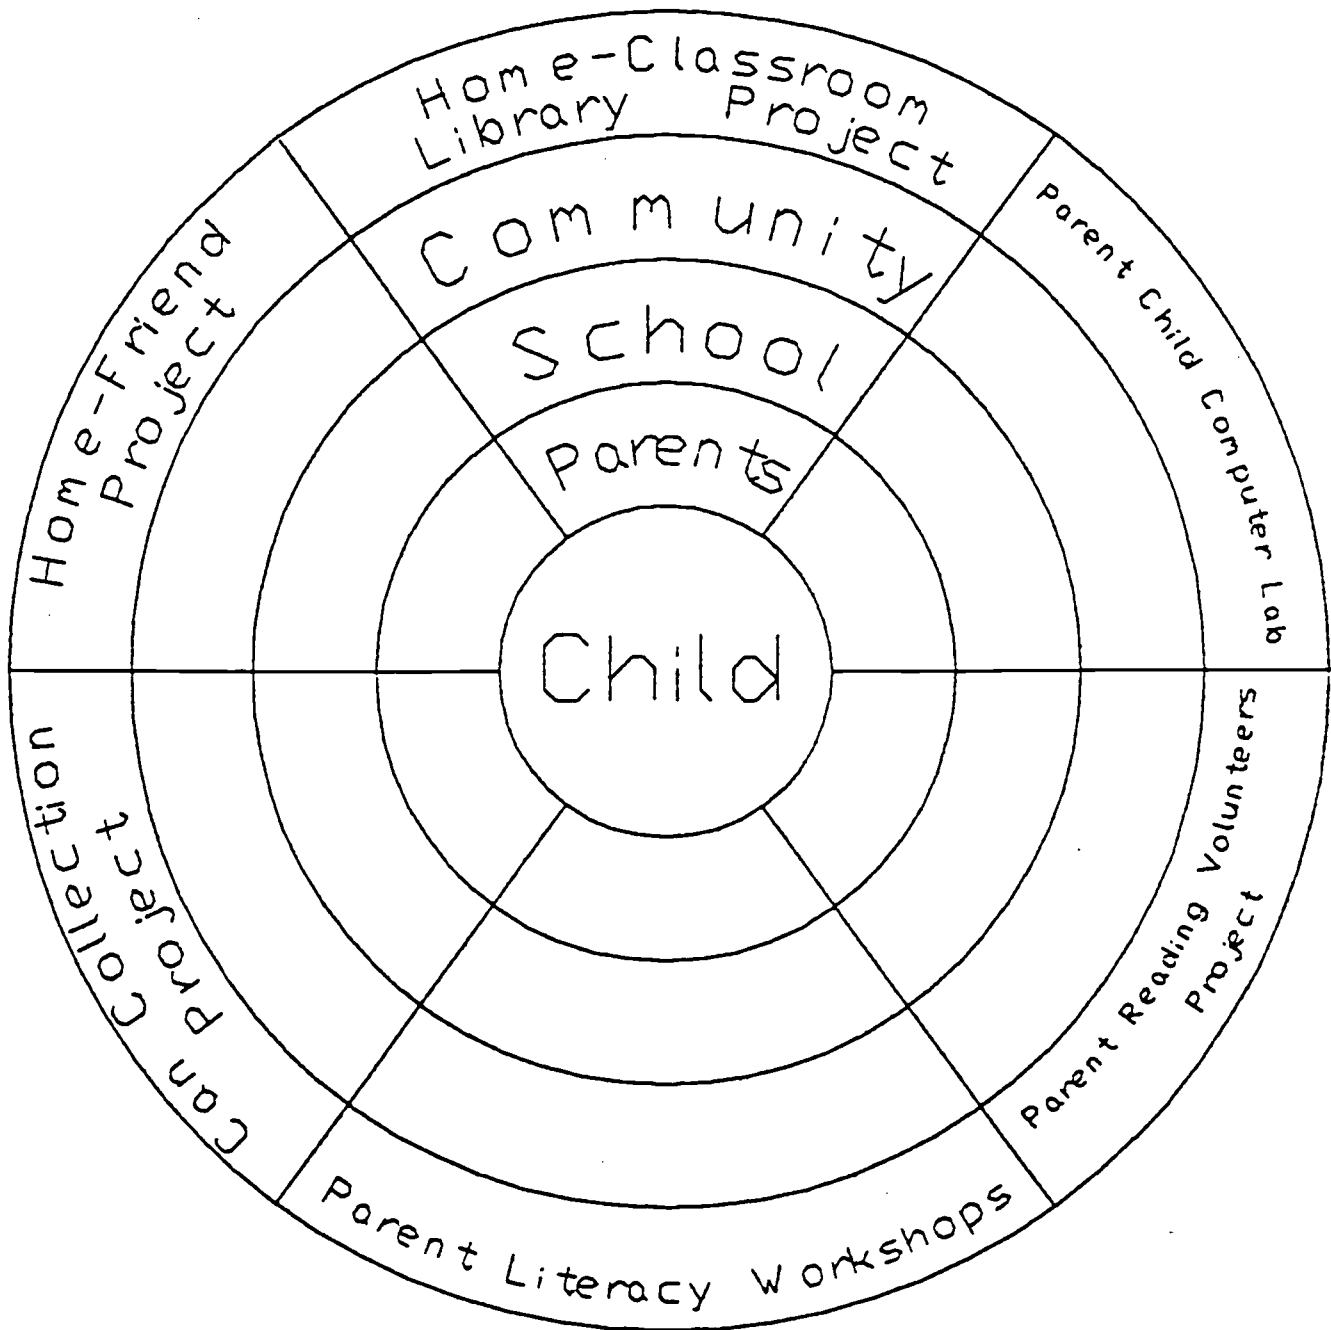 Home-Classroom
Library Project
Community
School
Parents
Child
Parent Child Computer Lab
Parent Reading Volunteers
Project
Parent Literacy Workshops
Can Collection
Project
Home-Friend
Project